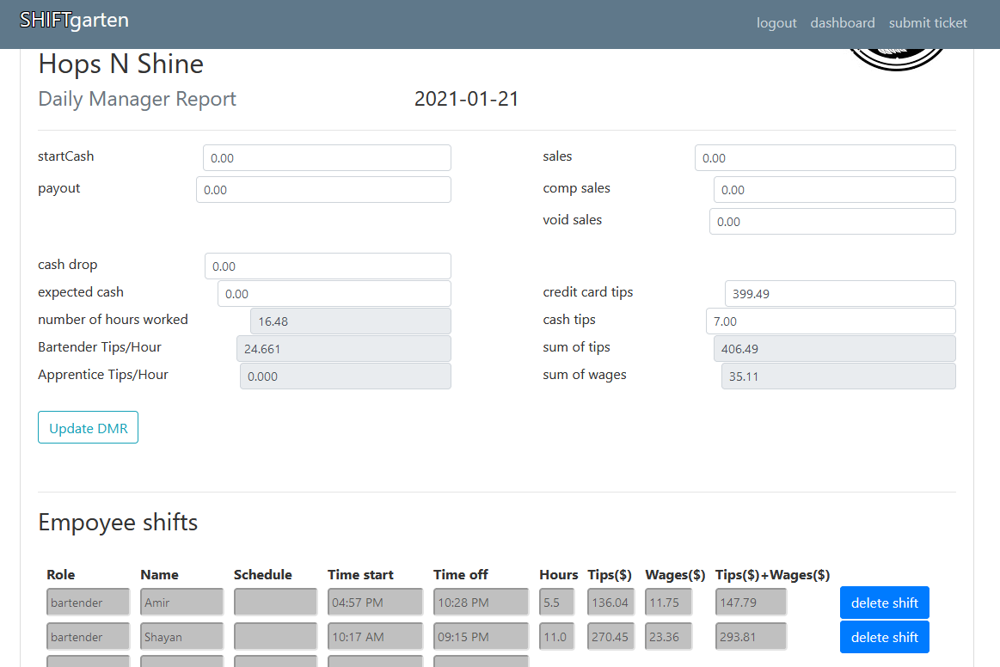 SHIFTgarten
logout dashboard submit ticket
Hops N Shine
Daily Manager Report 2021-01-21
startCash 0.00 sales 0.00
payout 0.00 comp sales 0.00
void sales 0.00
cash drop 0.00
expected cash 0.00 credit card tips 399.49
number of hours worked 16.48 cash tips 7.00
Bartender Tips/Hour 24.661 sum of tips 406.49
Apprentice Tips/Hour 0.000 sum of wages 35.11
Update DMR
Empoyee shifts
Role Name Schedule Time start Time off Hours Tips($) Wages($) Tips($)+Wages($)
bartender Amir 04:57 PM 10:28 PM 5.5 136.04 11.75 147.79 delete shift
bartender Shayan 10:17 AM 09:15 PM 11.0 270.45 23.36 293.81 delete shift